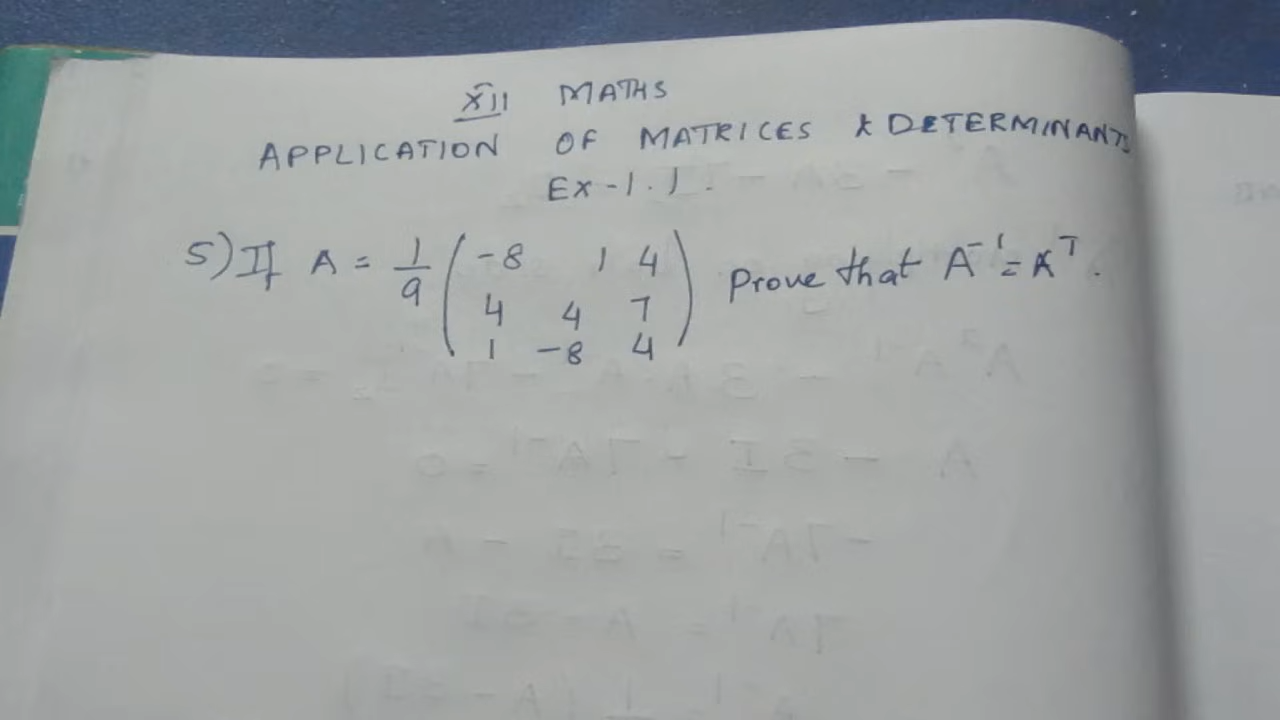 XII MATHS
APPLICATION OF MATRICES & DETERMINANTS
Ex-1.1.
5) If A = 1/9 ( -8 1 4 Prove that A⁻¹ = Aᵀ.
4 4 7
1 -8 4 )